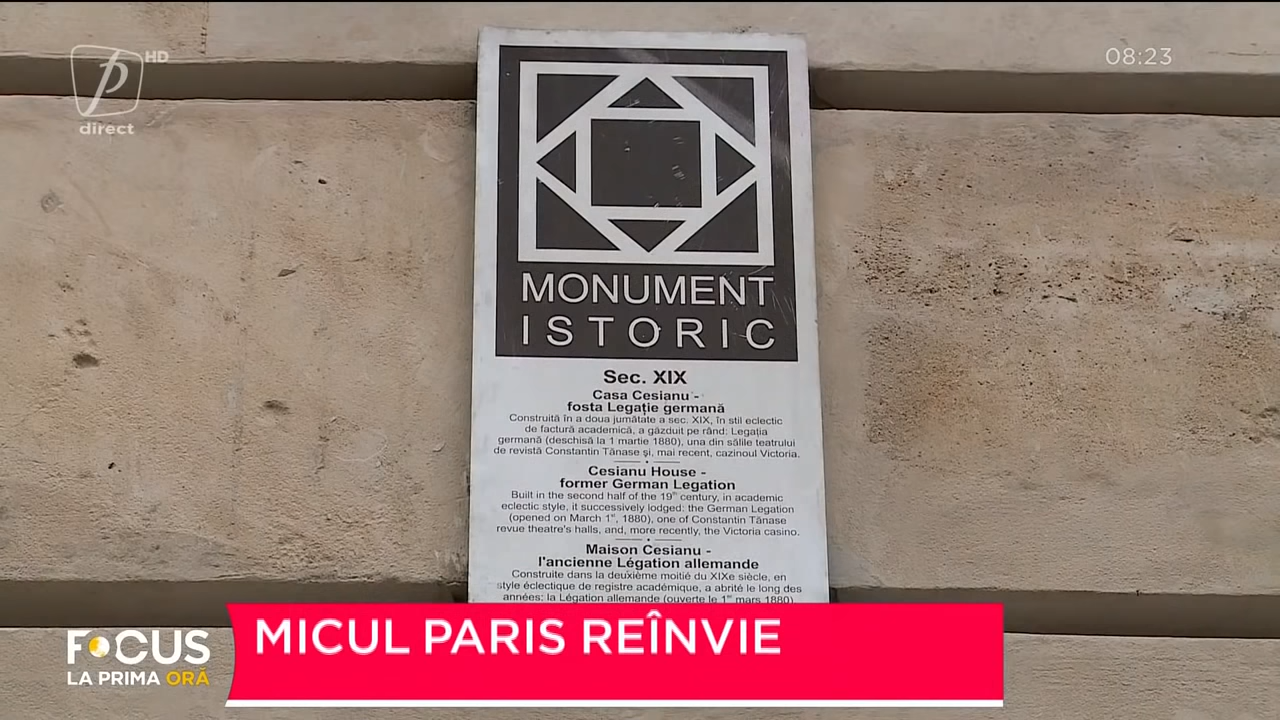 HD
direct
08:23
MONUMENT
ISTORIC
Sec. XIX
Casa Cesianu -
fosta Legație germană
Construită în a doua jumătate a sec. XIX, în stil eclectic
de factură academică, a găzduit pe rând: Legația
germană (deschisă la 1 martie 1880), una din sălile teatrului
de revistă Constantin Tănase și, mai recent, cazinoul Victoria.
Cesianu House -
former German Legation
Built in the second half of the 19th century, in academic
eclectic style, it successively lodged: the German Legation
(opened on March 1st, 1880), one of Constantin Tănase
revue theatre's halls, and, more recently, the Victoria casino.
Maison Cesianu -
l'ancienne Légation allemande
Construite dans la deuxième moitié du XIXe siècle, en
style éclectique de registre académique, a abrité le long des
années: la Légation allemande (ouverte le 1er mars 1880)
MICUL PARIS REÎNVIE
FOCUS
LA PRIMA ORĂ